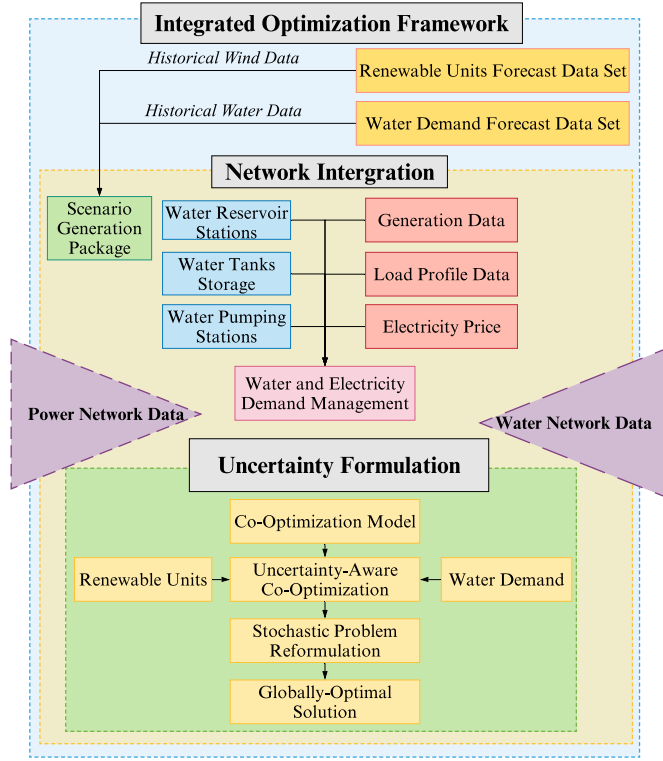 Integrated Optimization Framework
Historical Wind Data
Renewable Units Forecast Data Set
Historical Water Data
Water Demand Forecast Data Set
Network Intergration
Scenario
Generation
Package
Water Reservoir
Stations
Generation Data
Water Tanks
Storage
Load Profile Data
Water Pumping
Stations
Electricity Price
Water and Electricity
Demand Management
Power Network Data
Water Network Data
Uncertainty Formulation
Co-Optimization Model
Renewable Units
Uncertainty-Aware
Co-Optimization
Water Demand
Stochastic Problem
Reformulation
Globally-Optimal
Solution